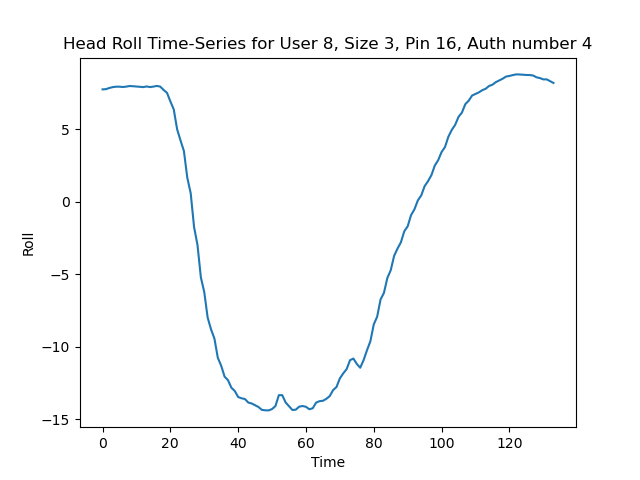 Head Roll Time-Series for User 8, Size 3, Pin 16, Auth number 4
5
0
−5
−10
−15
Roll
0 20 40 60 80 100 120
Time